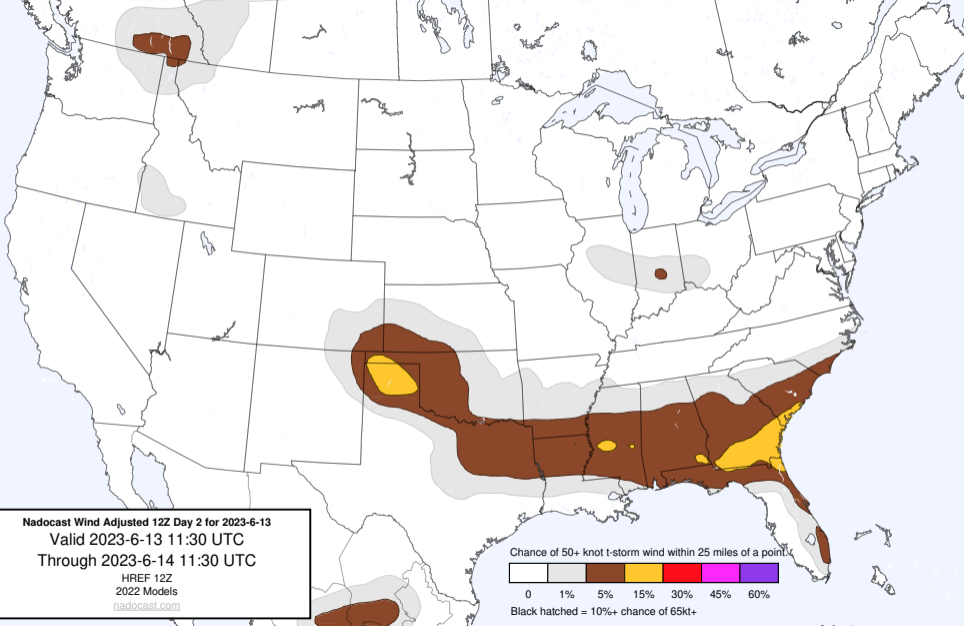 Nadocast Wind Adjusted 12Z Day 2 for 2023-6-13
Valid 2023-6-13 11:30 UTC
Through 2023-6-14 11:30 UTC
HREF 12Z
2022 Models
nadocast.com
Chance of 50+ knot t-storm wind within 25 miles of a point.
0 1% 5% 15% 30% 45% 60%
Black hatched = 10%+ chance of 65kt+